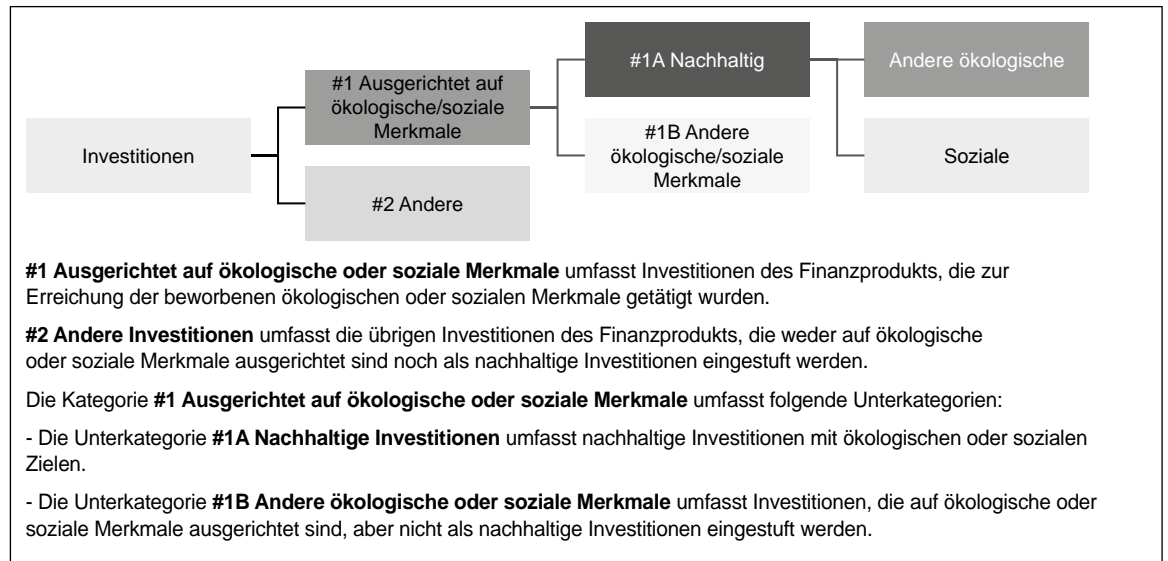 #1A Nachhaltig
Andere ökologische
#1 Ausgerichtet auf
ökologische/soziale
Merkmale
Investitionen
#1B Andere
ökologische/soziale
Merkmale
Soziale
#2 Andere
#1 Ausgerichtet auf ökologische oder soziale Merkmale umfasst Investitionen des Finanzprodukts, die zur
Erreichung der beworbenen ökologischen oder sozialen Merkmale getätigt wurden.
#2 Andere Investitionen umfasst die übrigen Investitionen des Finanzprodukts, die weder auf ökologische
oder soziale Merkmale ausgerichtet sind noch als nachhaltige Investitionen eingestuft werden.
Die Kategorie #1 Ausgerichtet auf ökologische oder soziale Merkmale umfasst folgende Unterkategorien:
- Die Unterkategorie #1A Nachhaltige Investitionen umfasst nachhaltige Investitionen mit ökologischen oder sozialen
Zielen.
- Die Unterkategorie #1B Andere ökologische oder soziale Merkmale umfasst Investitionen, die auf ökologische oder
soziale Merkmale ausgerichtet sind, aber nicht als nachhaltige Investitionen eingestuft werden.